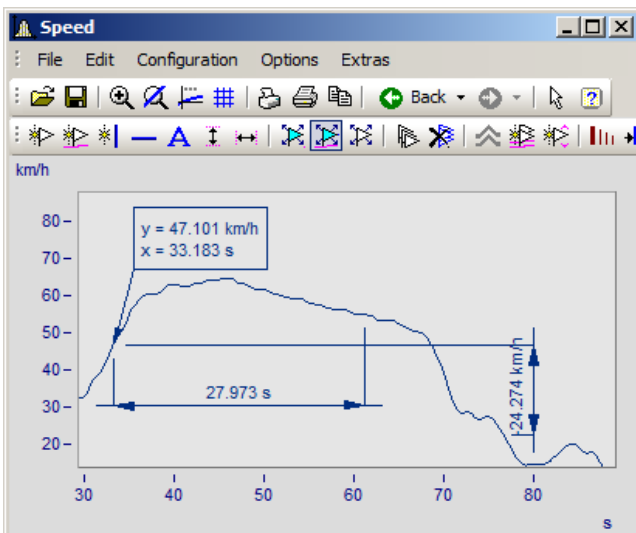 Speed
File Edit Configuration Options Extras
Back
km/h
y = 47.101 km/h
x = 33.183 s
80
70
60
50
40
30
20
27.973 s
-24.274 km/h
30 40 50 60 70 80
s